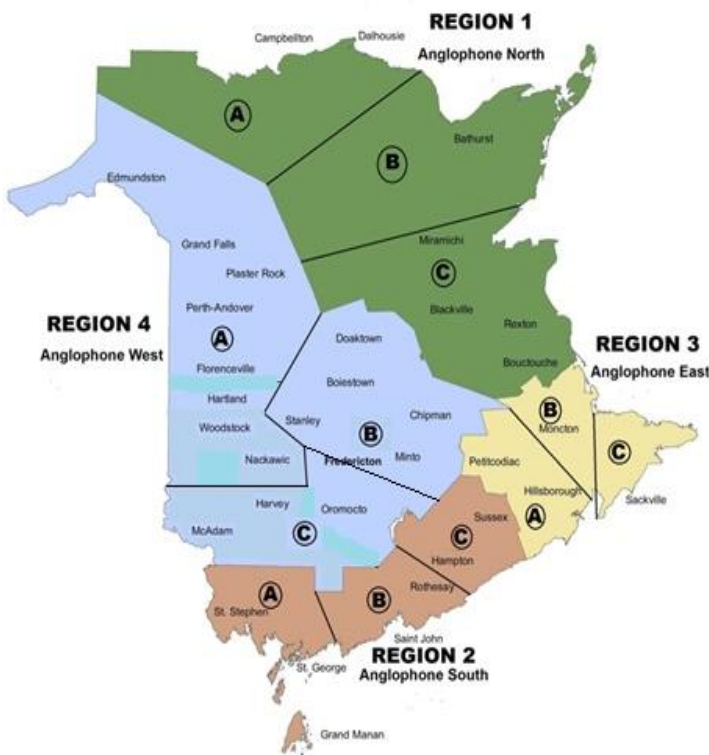 REGION 1
Anglophone North
Campbellton
Dalhousie
A
B
Bathurst
Edmundston
Miramichi
Grand Falls
C
Plaster Rock
Perth-Andover
Blackville
REGION 4
Anglophone West
A
Rexton
Doaktown
REGION 3
Anglophone East
Bouctouche
Florenceville
Boiestown
Hartland
Chipman
B
Stanley
Woodstock
B
Moncton
C
Nackawic
Fredericton
Minto
Petitcodiac
Hillsborough
Sackville
Harvey
Oromocto
Sussex
A
McAdam
C
C
Hampton
A
B
Rothesay
St. Stephen
Saint John
REGION 2
Anglophone South
St. George
Grand Manan